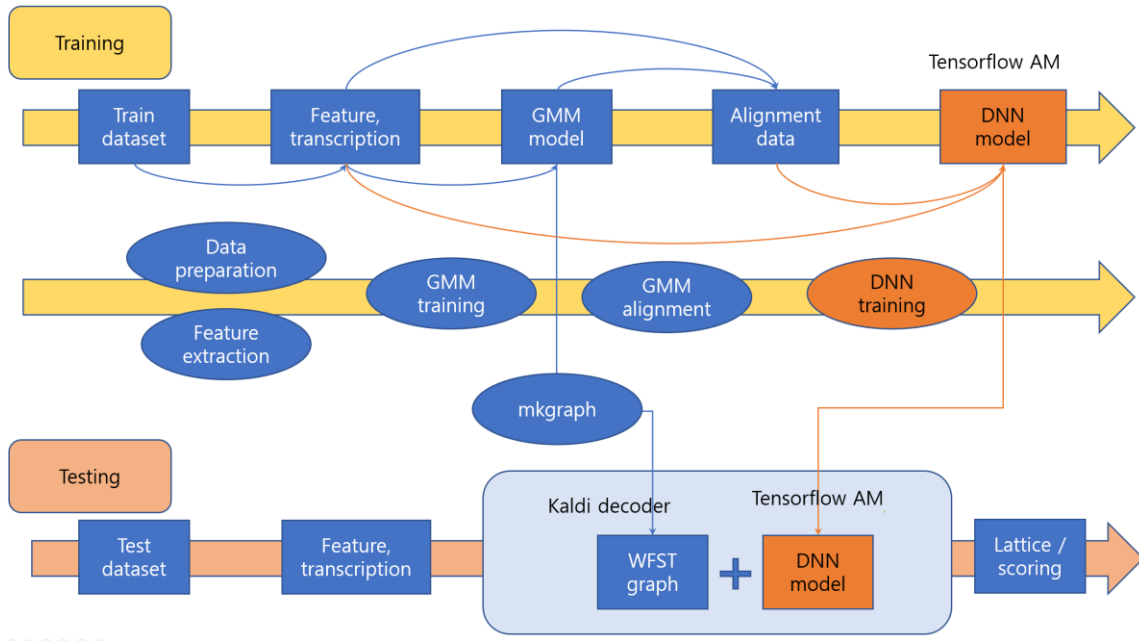 Training
Tensorflow AM
Train
dataset
Feature,
transcription
GMM
model
Alignment
data
DNN
model
Data
preparation
GMM
training
GMM
alignment
DNN
training
Feature
extraction
mkgraph
Testing
Kaldi decoder
Tensorflow AM
Test
dataset
Feature,
transcription
WFST
graph
+
DNN
model
Lattice /
scoring